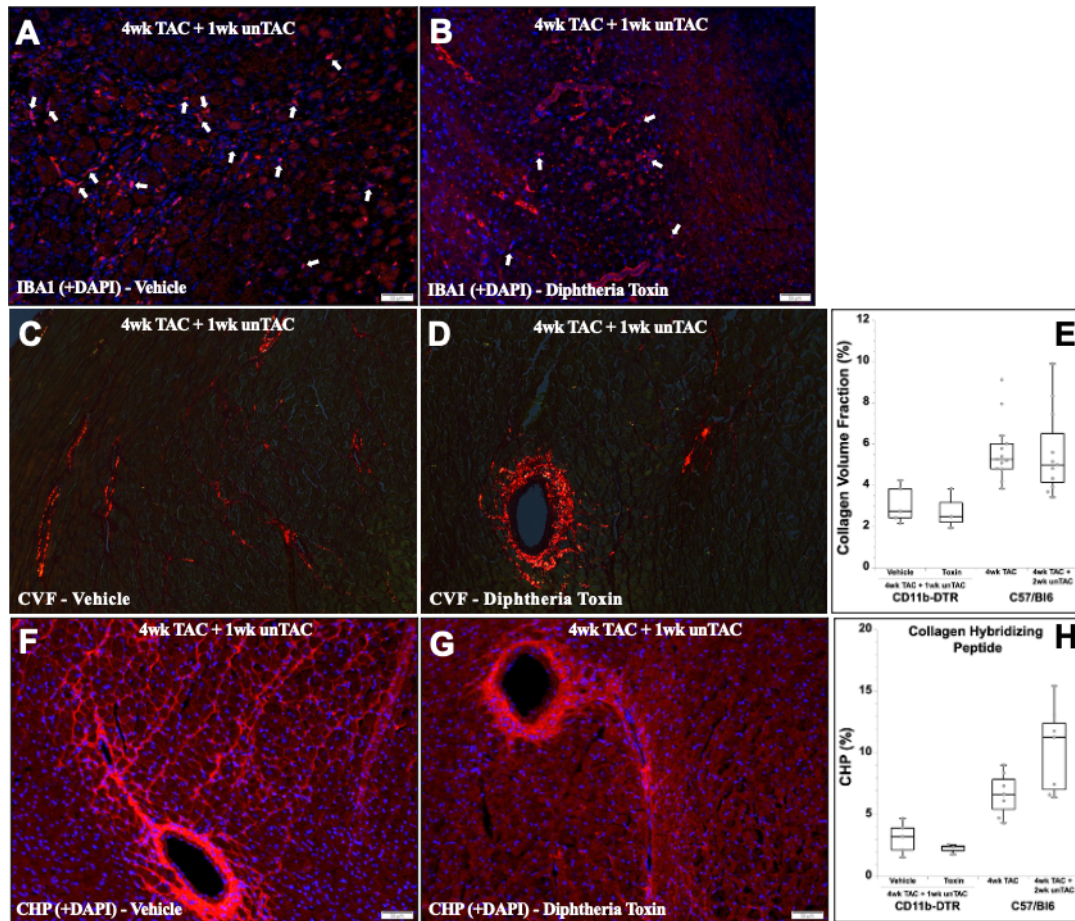 A
4wk TAC + 1wk unTAC
IBA1 (+DAPI) - Vehicle
B
4wk TAC + 1wk unTAC
IBA1 (+DAPI) - Diphtheria Toxin
C
4wk TAC + 1wk unTAC
CVF - Vehicle
D
4wk TAC + 1wk unTAC
CVF - Diphtheria Toxin
E
Collagen Volume Fraction (%)
12
10
8
6
4
2
0
Vehicle Toxin 4wk TAC 4wk TAC +
2wk unTAC
4wk TAC + 1wk unTAC
CD11b-DTR C57/Bl6
F
4wk TAC + 1wk unTAC
CHP (+DAPI) - Vehicle
G
4wk TAC + 1wk unTAC
CHP (+DAPI) - Diphtheria Toxin
H
Collagen Hybridizing
Peptide
CHP (%)
20
15
10
5
0
Vehicle Toxin 4wk TAC 4wk TAC +
2wk unTAC
4wk TAC + 1wk unTAC
CD11b-DTR C57/Bl6